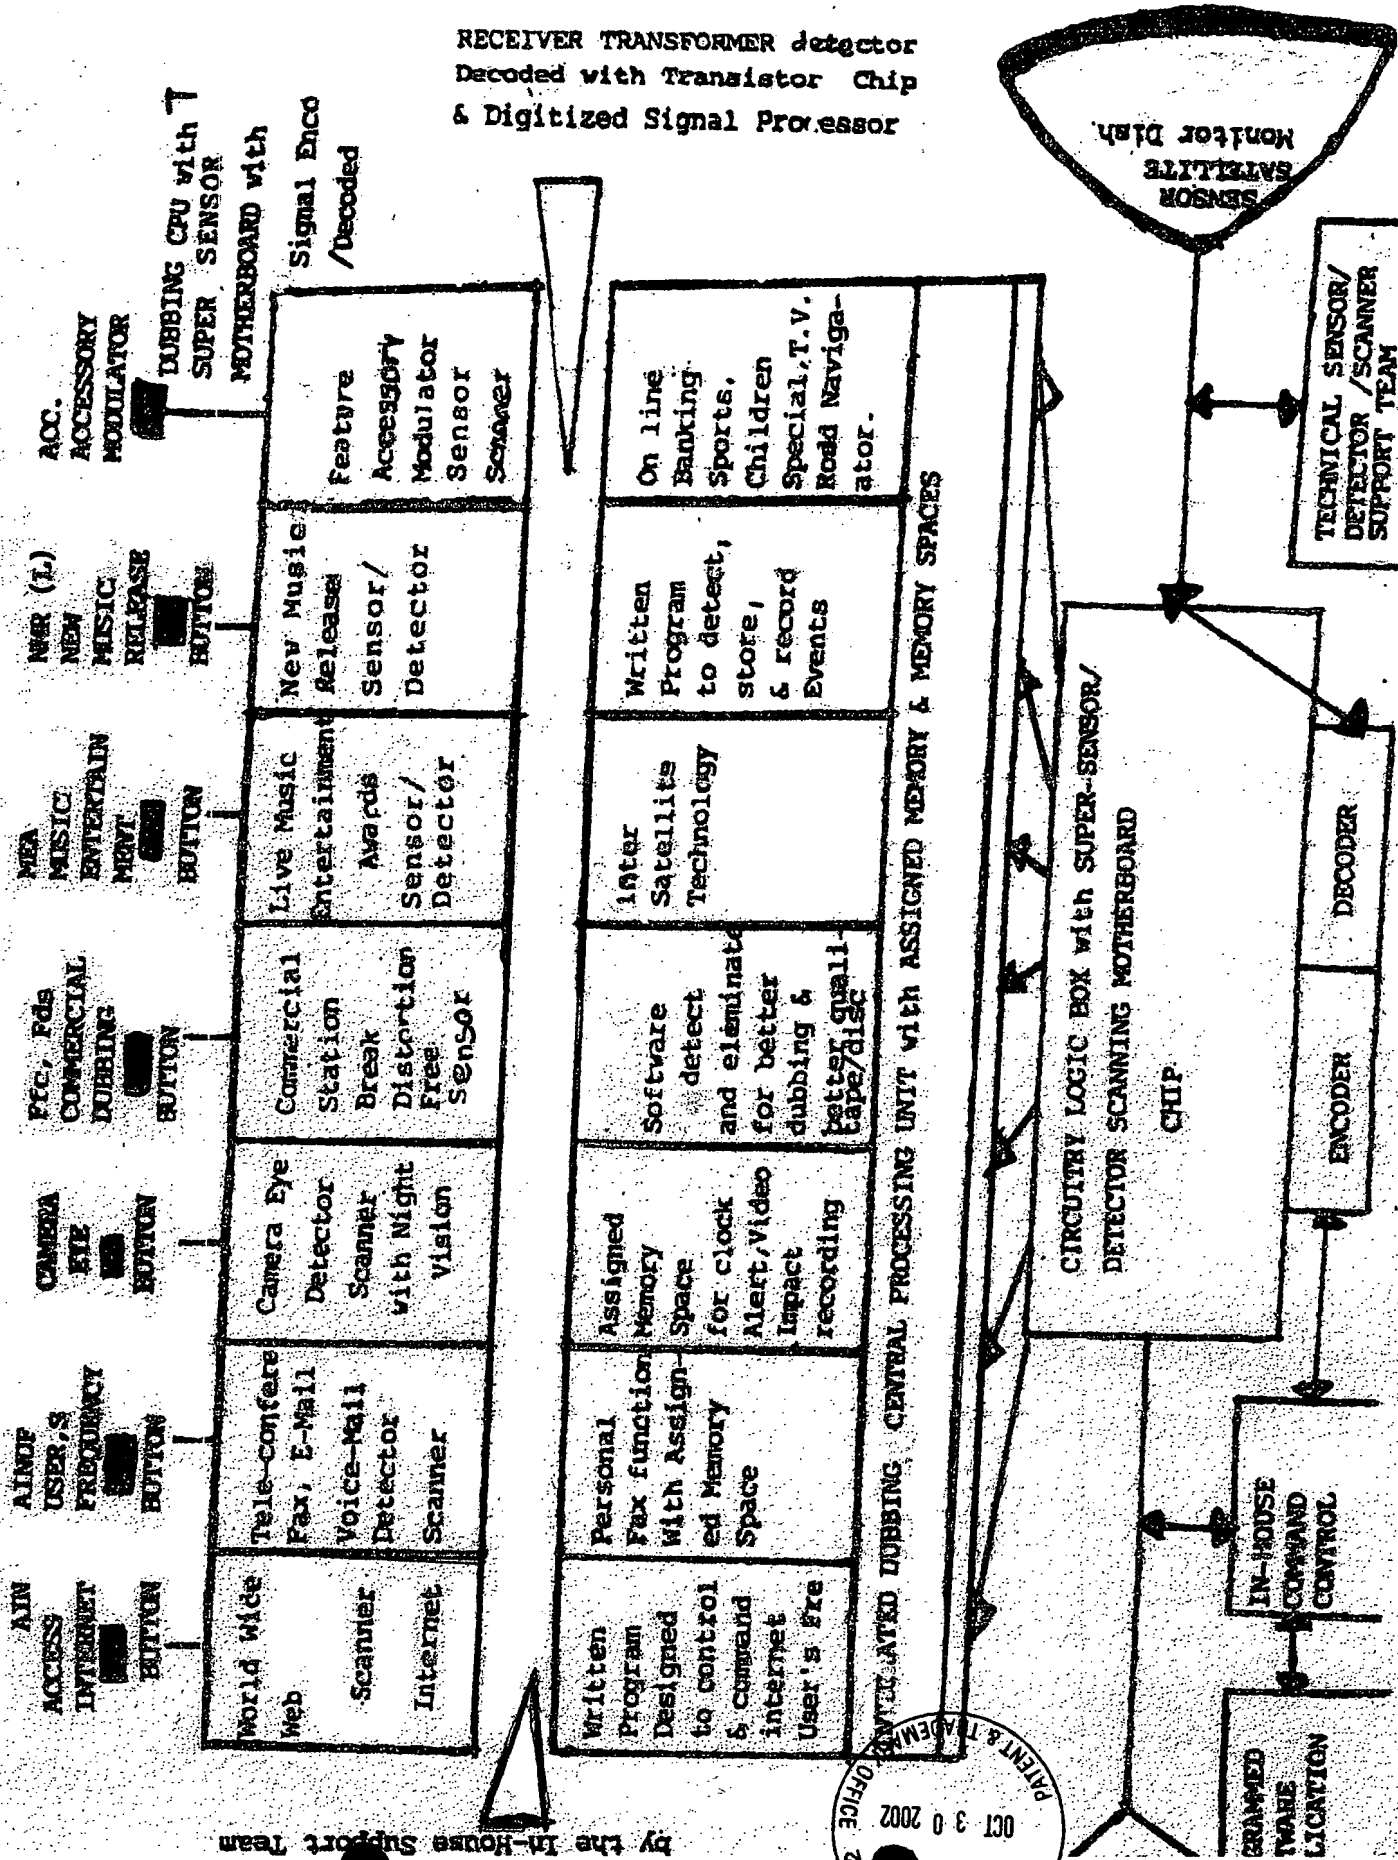 RECEIVER TRANSFORMER detector
Decoded with Transistor Chip
& Digitized Signal Processor
SENSOR
SATELLITE
Monitor Dish.
AIN
ACCESS
INTERNET
BUTTON
AINUF
USER,S
FREQUENCY
BUTTON
CAMERA
EYE
BUTTON
Ffc, Fds
COMMERCIAL
DUBBING
BUTTON
MEA
MUSIC
ENTERTAIN
MENT
BUTTON
NMR (L)
NEW
MUSIC
RELEASE
BUTTON
ACC.
ACCESSORY
MODULATOR
DUBBING CPU with
SUPER SENSOR
MOTHERBOARD with
Signal Enco
/Decoded
World Wide
Web
Scanner
Internet
Tele-confere
Fax, E-Mail
Voice-Mail
Detector
Scanner
Camera Eye
Detector
Scanner
With Night
Vision
Commercial
Station
Break
Distortion
Free
Sensor
Live Music
Entertainment
Awards
Sensor/
Detector
New Music
Release
Sensor/
Detector
Feature
Accessory
Modulator
Sensor
Scanner
Written
Program
Designed
to control
& command
internet
User's Fre
Personal
Fax function
With Assign-
ed Memory
Space
Assigned
Memory
Space
for clock
Alert,Video
Impact
recording
Software
detect
and eleminate
for better
dubbing &
better quali-
tape/disc
inter
Satellite
Technology
Written
Program
to detect,
store,
& record
Events
On line
Banking
Sports,
Children
Special,T.V.
Road Naviga-
ator.
DUBBING CENTRAL PROCESSING UNIT with ASSIGNED MEMORY & MEMORY SPACES
CIRCUITRY LOGIC BOX with SUPER-SENSOR/
DETECTOR SCANNING MOTHERBOARD
CHIP
ENCODER
DECODER
TECHNICAL SENSOR/
DETECTOR /SCANNER
SUPPORT TEAM
IN-HOUSE
COMMAND
CONTROL
GRAMMED
TWARE
LICATION
by the In-House Support Team
PATENT & TRADEMARK OFFICE
OCT 30 2002